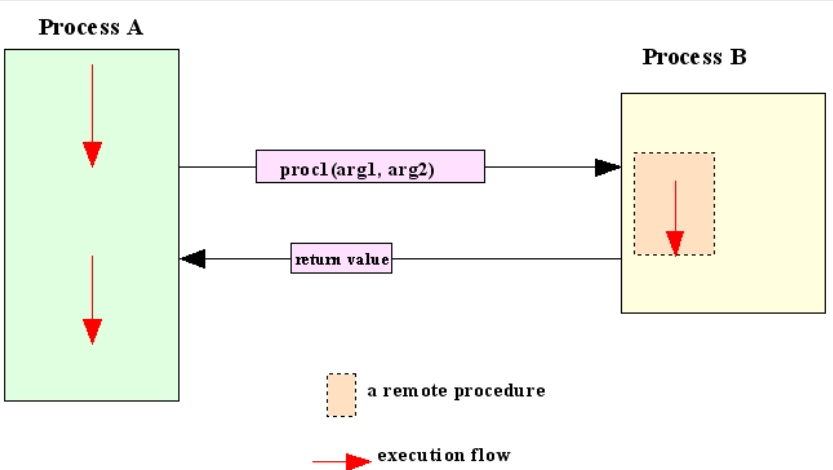 Process A
Process B
proc1(arg1, arg2)
return value
a remote procedure
execution flow